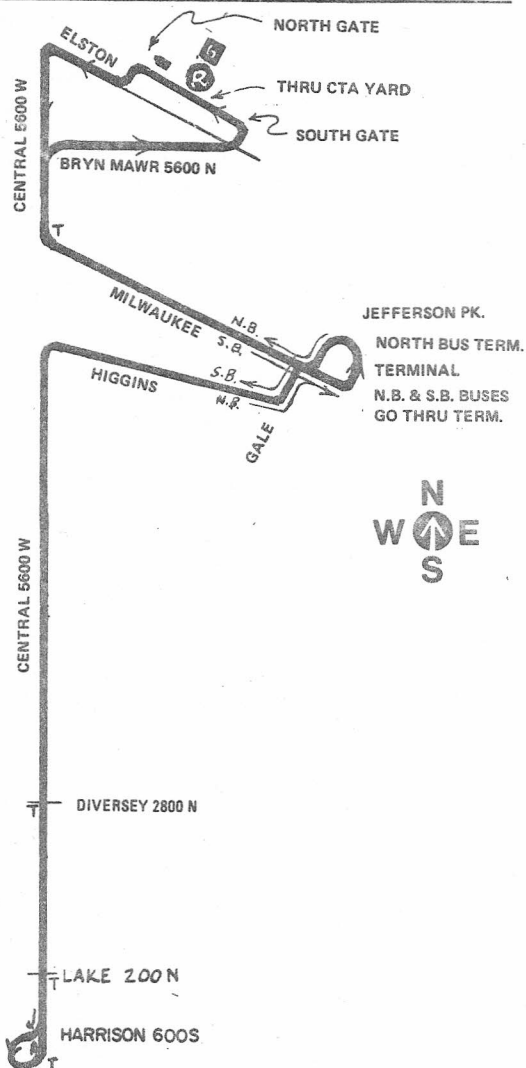 NORTH GATE
ELSTON
6
R
THRU CTA YARD
SOUTH GATE
CENTRAL 5600 W
BRYN MAWR 5600 N
T
MILWAUKEE
N.B.
S.B.
JEFFERSON PK.
NORTH BUS TERM.
TERMINAL
N.B. & S.B. BUSES
GO THRU TERM.
HIGGINS
S.B.
N.B.
GALE
N
W E
S
CENTRAL 5600 W
T
DIVERSEY 2800 N
LAKE 200 N
T
HARRISON 600S
T